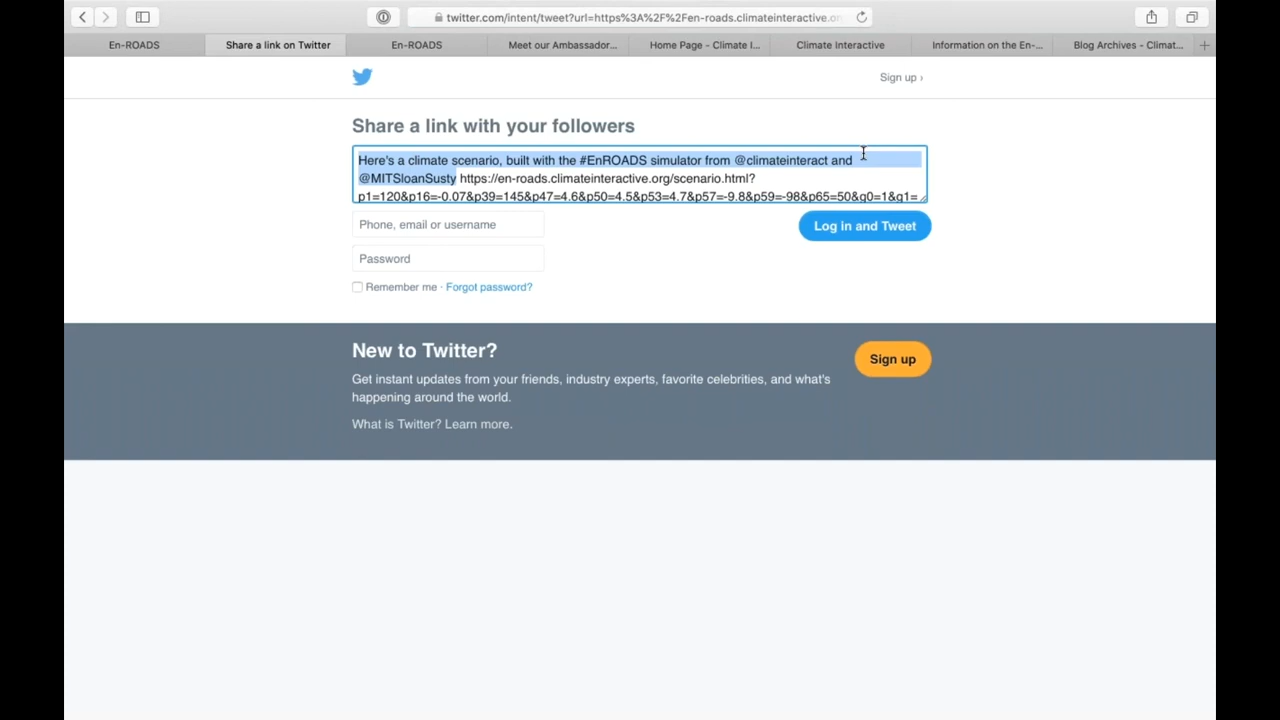 twitter.com/intent/tweet?url=https%3A%2F%2Fen-roads.climateinteractive.or
En-ROADS
Share a link on Twitter
En-ROADS
Meet our Ambassador...
Home Page - Climate I...
Climate Interactive
Information on the En-...
Blog Archives - Climat...
Sign up ›
Share a link with your followers
Here's a climate scenario, built with the #EnROADS simulator from @climateinteract and
@MITSloanSusty https://en-roads.climateinteractive.org/scenario.html?
p1=120&p16=-0.07&p39=145&p47=4.6&p50=4.5&p53=4.7&p57=-9.8&p59=-98&p65=50&g0=1&g1=
Phone, email or username
Log in and Tweet
Password
Remember me · Forgot password?
New to Twitter?
Sign up
Get instant updates from your friends, industry experts, favorite celebrities, and what's
happening around the world.
What is Twitter? Learn more.